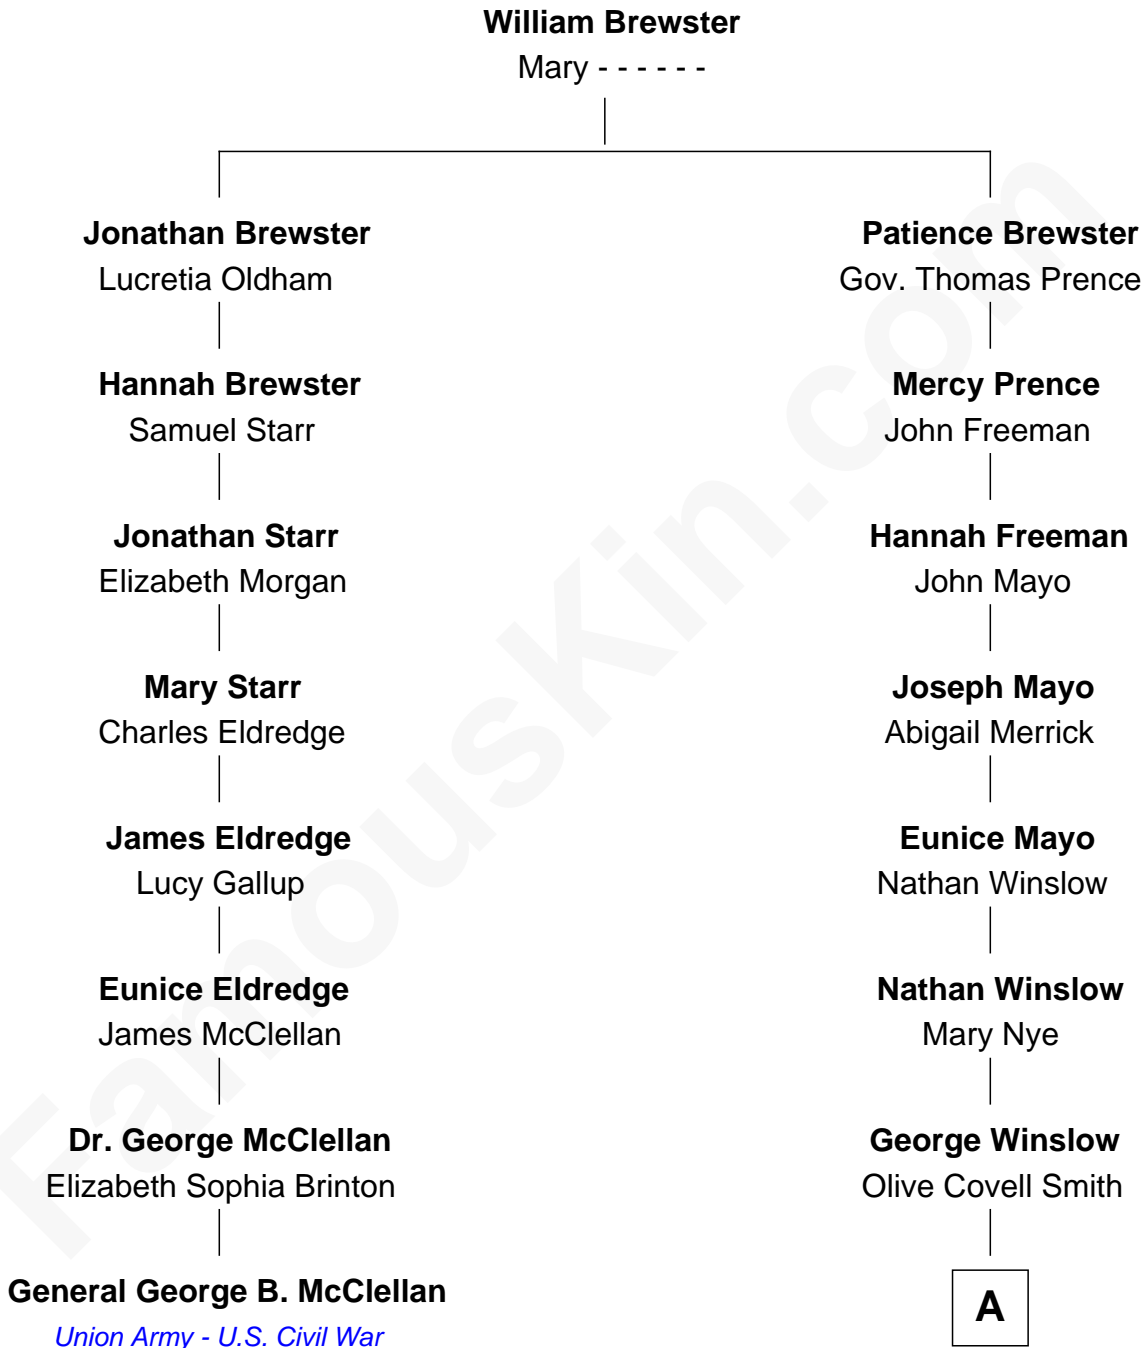 William Brewster
Mary - - - - - -
Jonathan Brewster
Lucretia Oldham
Patience Brewster
Gov. Thomas Prence
Hannah Brewster
Samuel Starr
Mercy Prence
John Freeman
Jonathan Starr
Elizabeth Morgan
Hannah Freeman
John Mayo
Mary Starr
Charles Eldredge
Joseph Mayo
Abigail Merrick
James Eldredge
Lucy Gallup
Eunice Mayo
Nathan Winslow
Eunice Eldredge
James McClellan
Nathan Winslow
Mary Nye
Dr. George McClellan
Elizabeth Sophia Brinton
George Winslow
Olive Covell Smith
General George B. McClellan
Union Army - U.S. Civil War
A
FamousKin.com